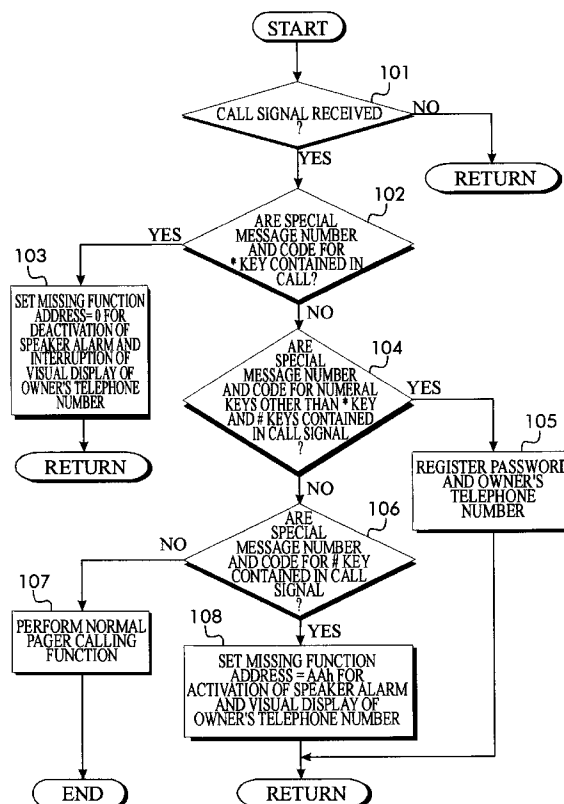 START
101
CALL SIGNAL RECEIVED
?
NO
YES
RETURN
102
ARE SPECIAL
MESSAGE NUMBER
AND CODE FOR
* KEY CONTAINED IN
CALL?
YES
NO
103
SET MISSING FUNCTION
ADDRESS= 0 FOR
DEACTIVATION OF
SPEAKER ALARM AND
INTERRUPTION OF
VISUAL DISPLAY OF
OWNER'S TELEPHONE
NUMBER
RETURN
104
ARE
SPECIAL
MESSAGE NUMBER
AND CODE FOR NUMERAL
KEYS OTHER THAN * KEY
AND # KEYS CONTAINED
IN CALL SIGNAL
?
YES
NO
105
REGISTER PASSWORD
AND OWNER'S
TELEPHONE
NUMBER
106
ARE
SPECIAL
MESSAGE NUMBER
AND CODE FOR # KEY
CONTAINED IN CALL
SIGNAL
?
NO
YES
107
PERFORM NORMAL
PAGER CALLING
FUNCTION
108
SET MISSING FUNCTION
ADDRESS = AAh FOR
ACTIVATION OF SPEAKER ALARM
AND VISUAL DISPLAY OF
OWNER'S TELEPHONE NUMBER
END
RETURN